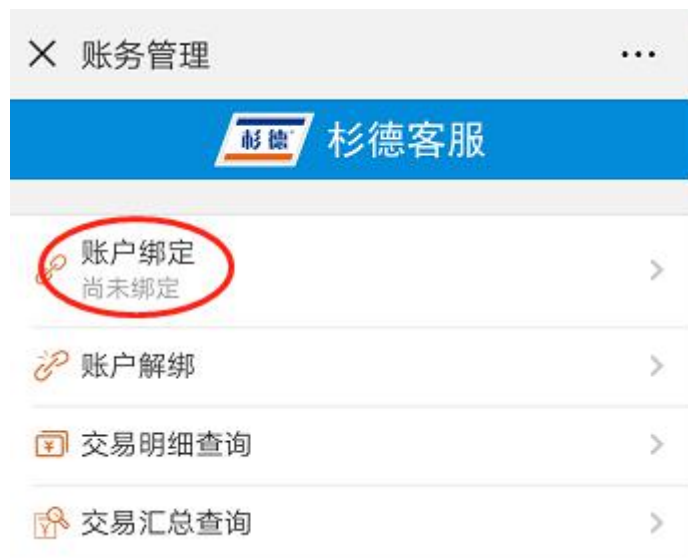 账务管理
杉德 杉德客服
账户绑定
尚未绑定
账户解绑
交易明细查询
交易汇总查询